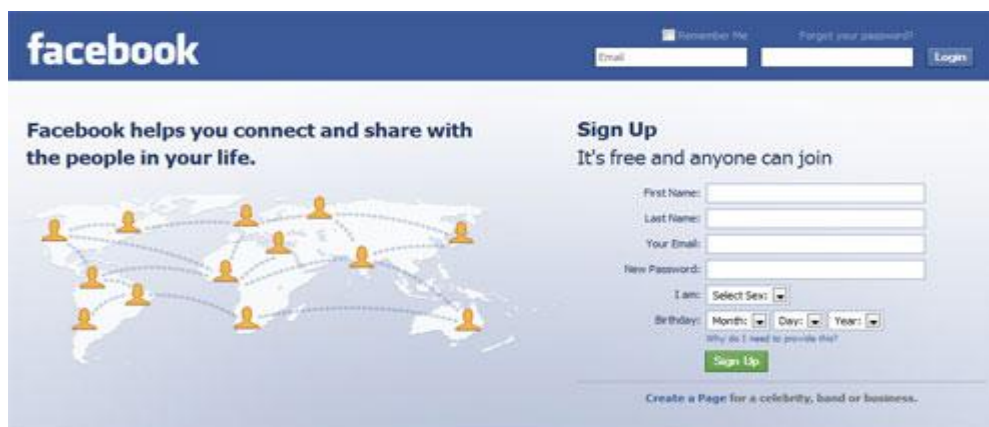 facebook
Remember Me
Forgot your password?
Email
Login
Facebook helps you connect and share with
the people in your life.
Sign Up
It's free and anyone can join
First Name:
Last Name:
Your Email:
New Password:
I am: Select Sex:
Birthday: Month: Day: Year:
Why do I need to provide this?
Sign Up
Create a Page for a celebrity, band or business.